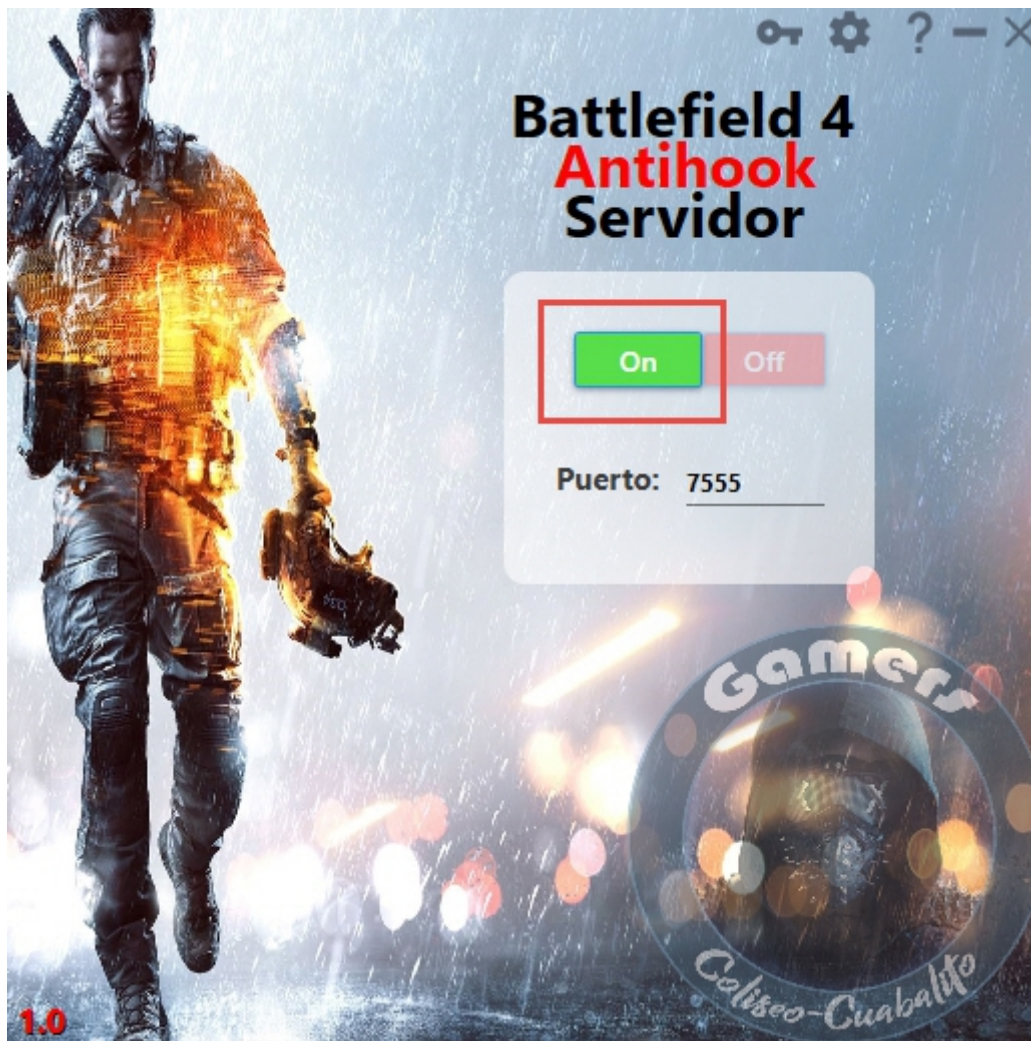 ?
Battlefield 4
Antihook
Servidor
On
Off
Puerto: 7555
Gamers
Coliseo-Cuabalito
1.0